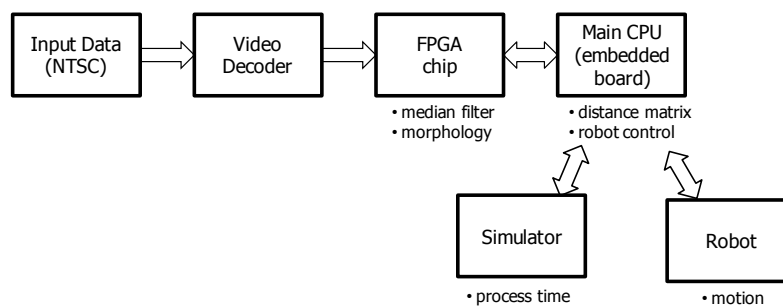 Input Data
(NTSC)
Video
Decoder
FPGA
chip
Main CPU
(embedded
board)
• median filter
• morphology
• distance matrix
• robot control
Simulator
Robot
• process time
• motion